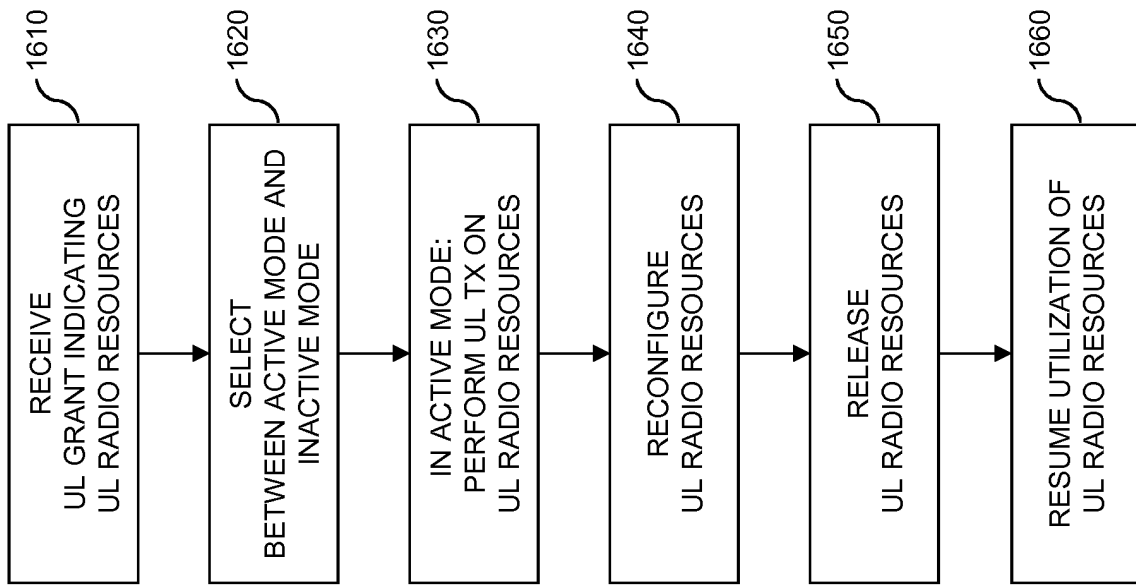 RECEIVE
UL GRANT INDICATING
UL RADIO RESOURCES
1610
SELECT
BETWEEN ACTIVE MODE AND
INACTIVE MODE
1620
IN ACTIVE MODE:
PERFORM UL TX ON
UL RADIO RESOURCES
1630
RECONFIGURE
UL RADIO RESOURCES
1640
RELEASE
UL RADIO RESOURCES
1650
RESUME UTILIZATION OF
UL RADIO RESOURCES
1660